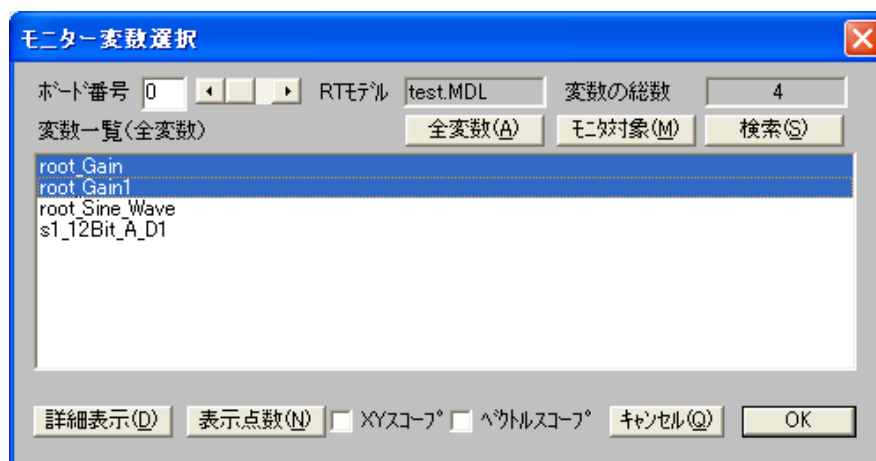 モニター変数選択
ﾎﾞｰﾄﾞ番号 0 RTﾓﾃﾞﾙ test.MDL 変数の総数 4
変数一覧(全変数) 全変数(A) ﾓﾆﾀ対象(M) 検索(S)
root_Gain
root_Gain1
root_Sine_Wave
s1_12Bit_A_D1
詳細表示(D) 表示点数(N) XYｽｺｰﾌﾟ ﾍﾞｸﾄﾙｽｺｰﾌﾟ ｷｬﾝｾﾙ(Q) OK